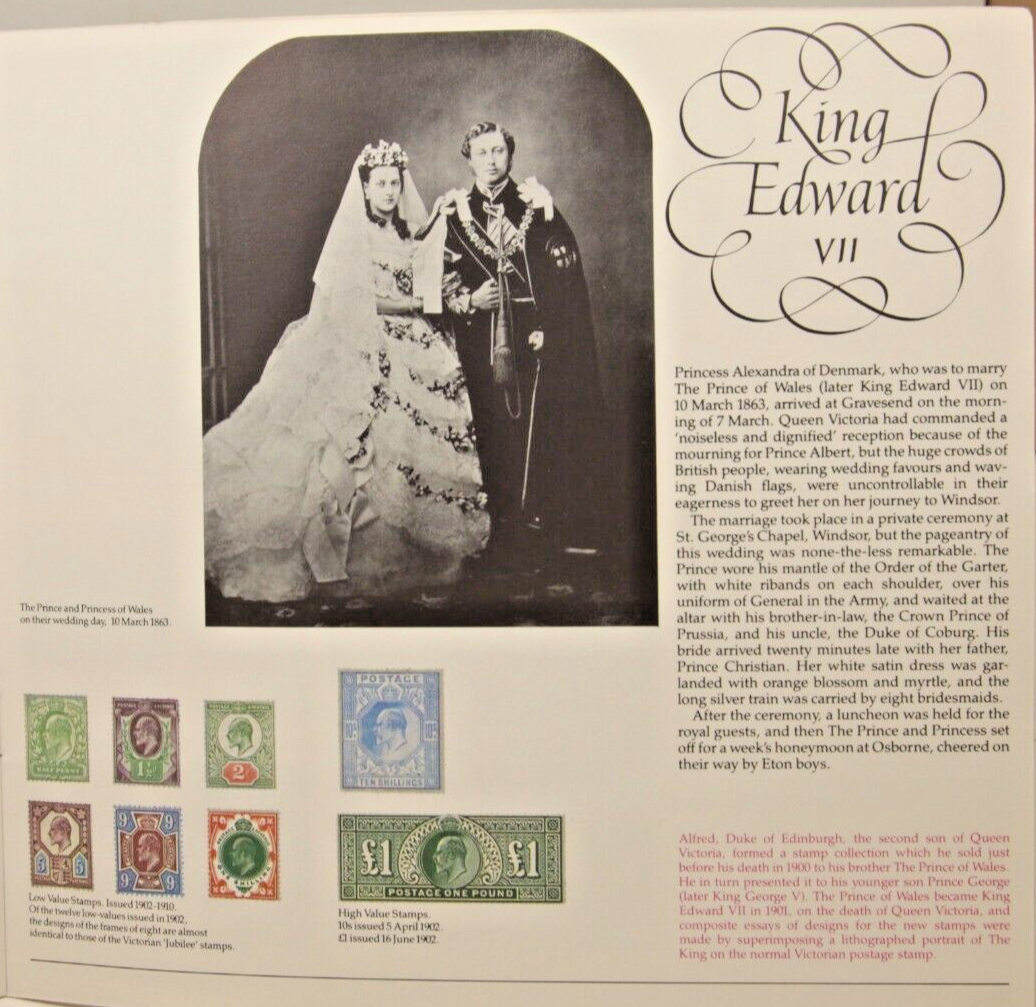 King
Edward
VII
Princess Alexandra of Denmark, who was to marry
The Prince of Wales (later King Edward VII) on
10 March 1863, arrived at Gravesend on the morn-
ing of 7 March. Queen Victoria had commanded a
'noiseless and dignified' reception because of the
mourning for Prince Albert, but the huge crowds of
British people, wearing wedding favours and wav-
ing Danish flags, were uncontrollable in their
eagerness to greet her on her journey to Windsor.
The marriage took place in a private ceremony at
St. George's Chapel, Windsor, but the pageantry of
this wedding was none-the-less remarkable. The
Prince wore his mantle of the Order of the Garter,
with white ribands on each shoulder, over his
uniform of General in the Army, and waited at the
altar with his brother-in-law, the Crown Prince of
Prussia, and his uncle, the Duke of Coburg. His
bride arrived twenty minutes late with her father,
Prince Christian. Her white satin dress was gar-
landed with orange blossom and myrtle, and the
long silver train was carried by eight bridesmaids.
After the ceremony, a luncheon was held for the
royal guests, and then The Prince and Princess set
off for a week's honeymoon at Osborne, cheered on
their way by Eton boys.
Alfred, Duke of Edinburgh, the second son of Queen
Victoria, formed a stamp collection which he sold just
before his death in 1900 to his brother The Prince of Wales.
He in turn presented it to his younger son Prince George
(later King George V). The Prince of Wales became King
Edward VII in 1901, on the death of Queen Victoria, and
composite essays of designs for the new stamps were
made by superimposing a lithographed portrait of The
King on the normal Victorian postage stamp.
The Prince and Princess of Wales
on their wedding day, 10 March 1863.
HALF PENNY
1½D
2D
POSTAGE
10/- 10/-
TEN SHILLINGS
5 5
9 9
9 9
£1 £1
POSTAGE ONE POUND
Low Value Stamps. Issued 1902-1910.
Of the twelve low-values issued in 1902,
the designs of the frames of eight are almost
identical to those of the Victorian 'Jubilee' stamps.
High Value Stamps.
10s issued 5 April 1902.
£1 issued 16 June 1902.